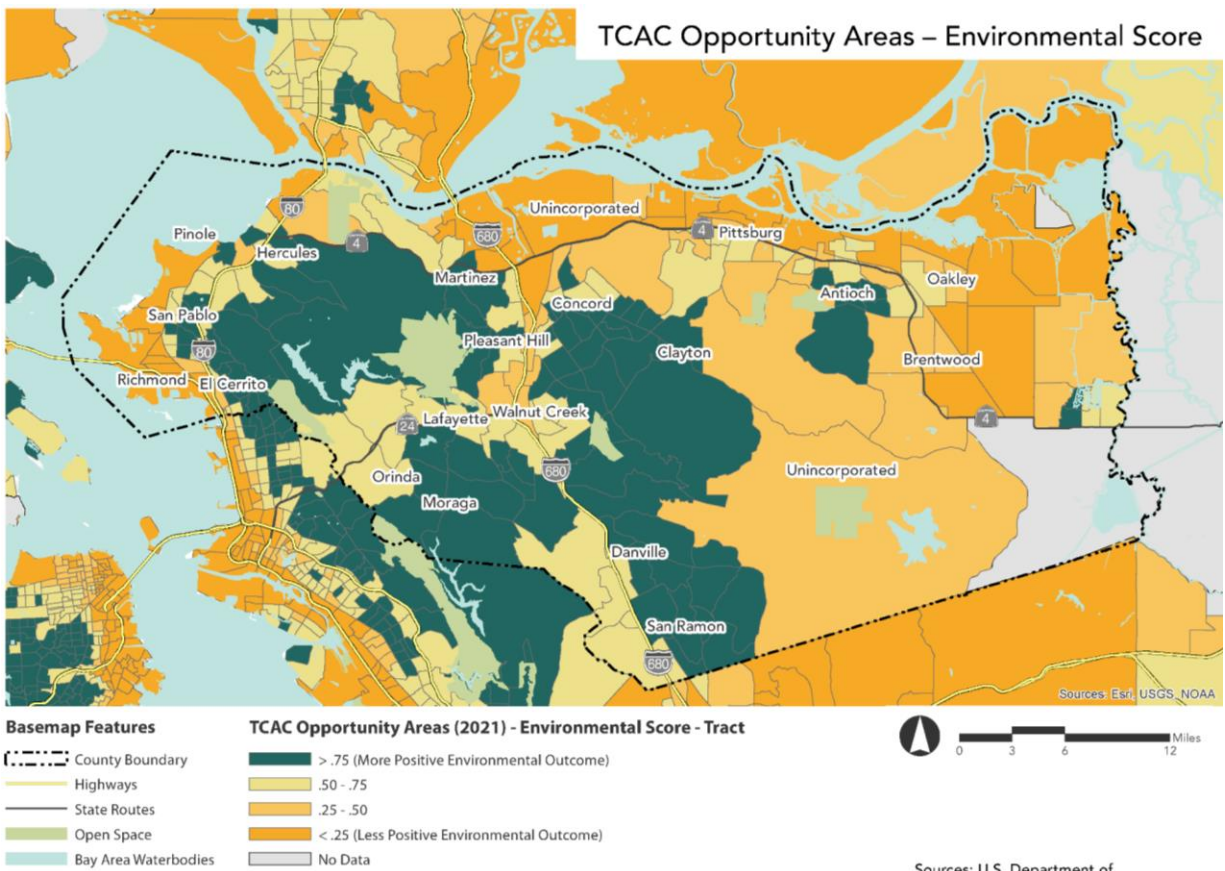 TCAC Opportunity Areas – Environmental Score
80
Unincorporated
Pinole
4
680
4
Pittsburg
Hercules
Martinez
Antioch
Oakley
San Pablo
Concord
80
Pleasant Hill
Clayton
Brentwood
Richmond
El Cerrito
24
Lafayette
Walnut Creek
4
Orinda
680
Unincorporated
Moraga
Danville
San Ramon
680
Sources: Esri, USGS, NOAA
Basemap Features
County Boundary
Highways
State Routes
Open Space
Bay Area Waterbodies
TCAC Opportunity Areas (2021) - Environmental Score - Tract
> .75 (More Positive Environmental Outcome)
.50 - .75
.25 - .50
< .25 (Less Positive Environmental Outcome)
No Data
Miles
0 3 6 12
Sources: U.S. Department of